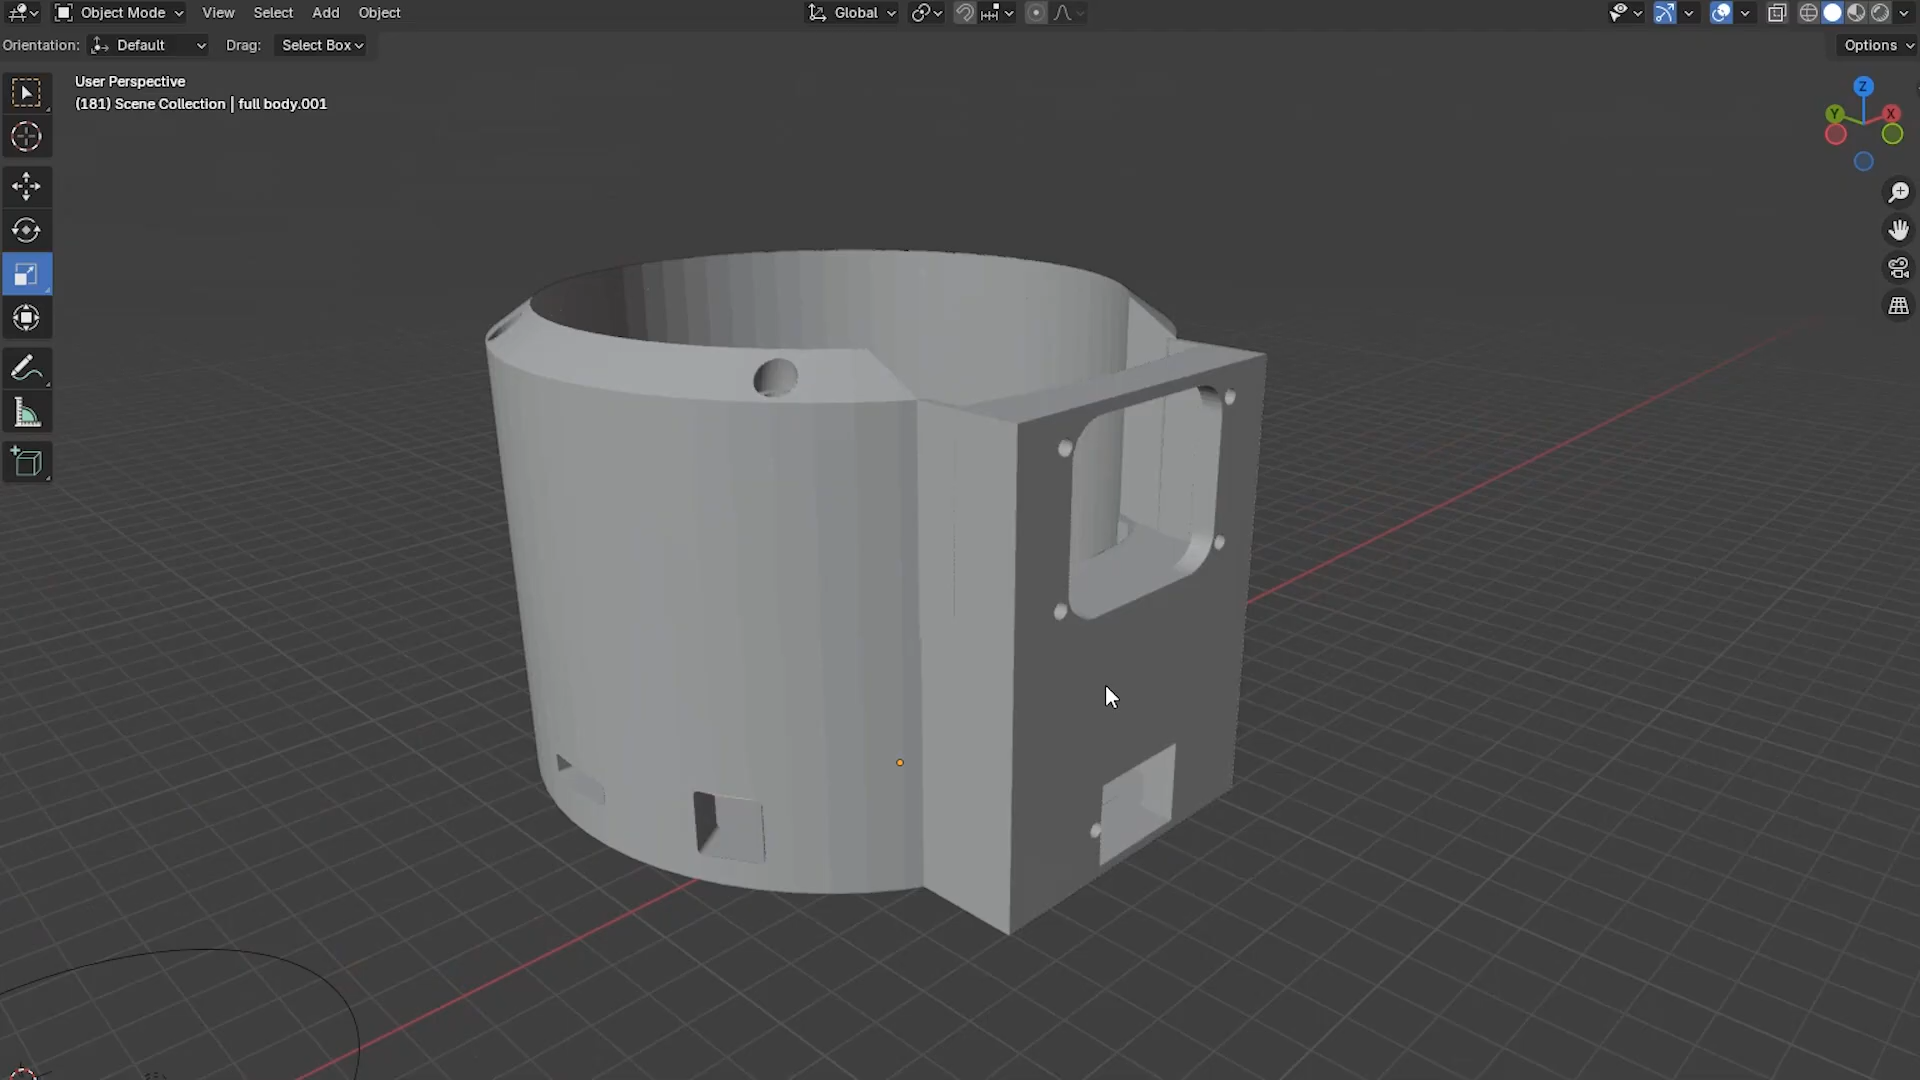 Object Mode View Select Add Object Global
Orientation: Default Drag: Select Box Options
User Perspective
(181) Scene Collection | full body.001
Z
Y X